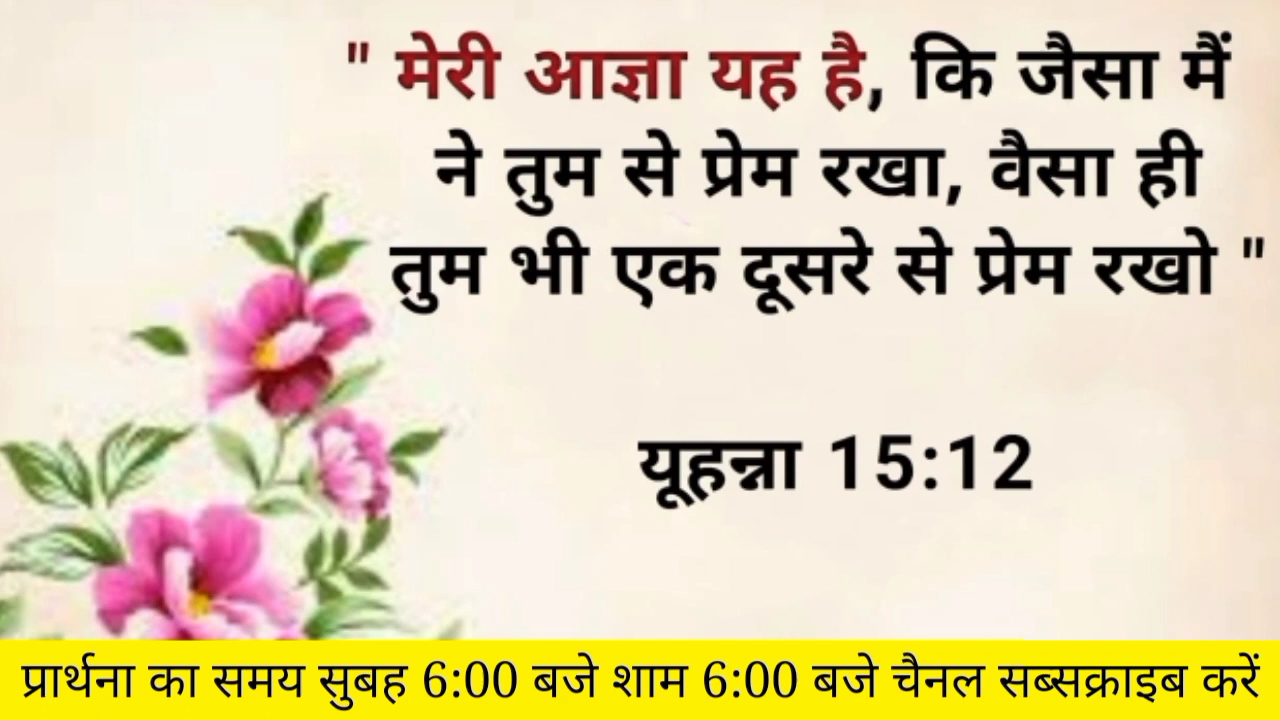 " मेरी आज्ञा यह है, कि जैसा मैं
ने तुम से प्रेम रखा, वैसा ही
तुम भी एक दूसरे से प्रेम रखो "
यूहन्ना 15:12
प्रार्थना का समय सुबह 6:00 बजे शाम 6:00 बजे चैनल सब्सक्राइब करें